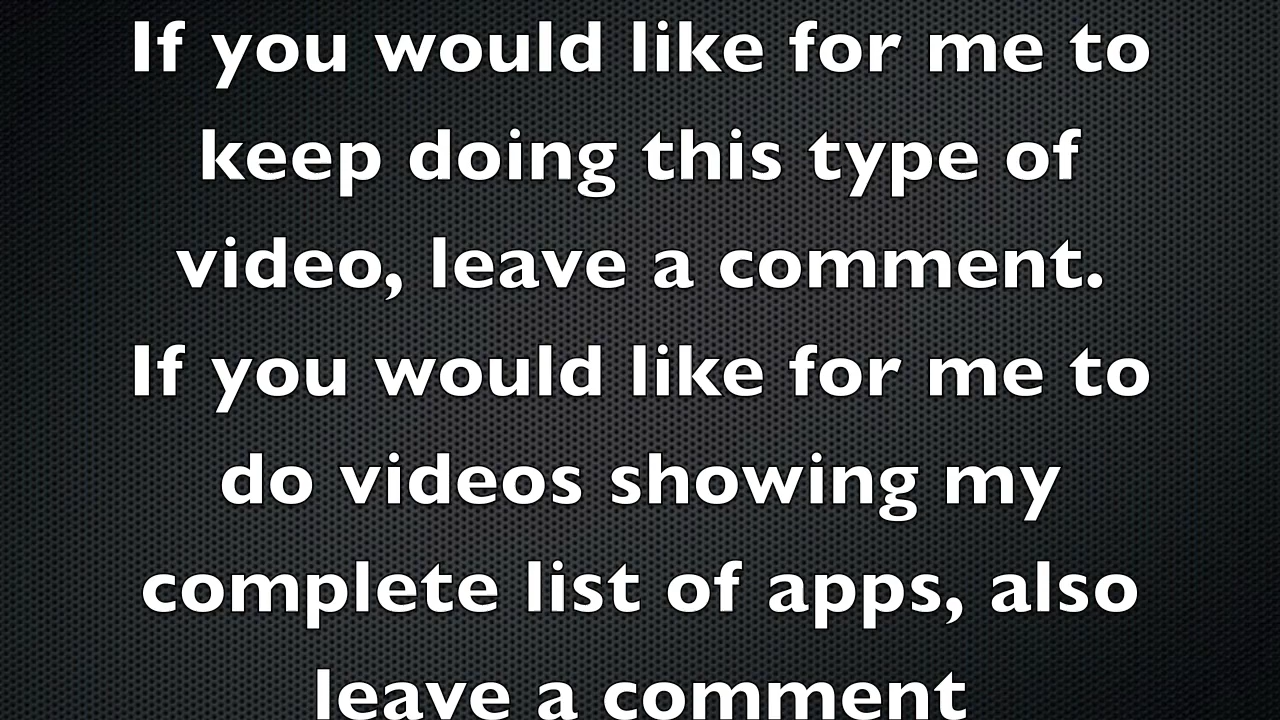 If you would like for me to
keep doing this type of
video, leave a comment.
If you would like for me to
do videos showing my
complete list of apps, also
leave a comment